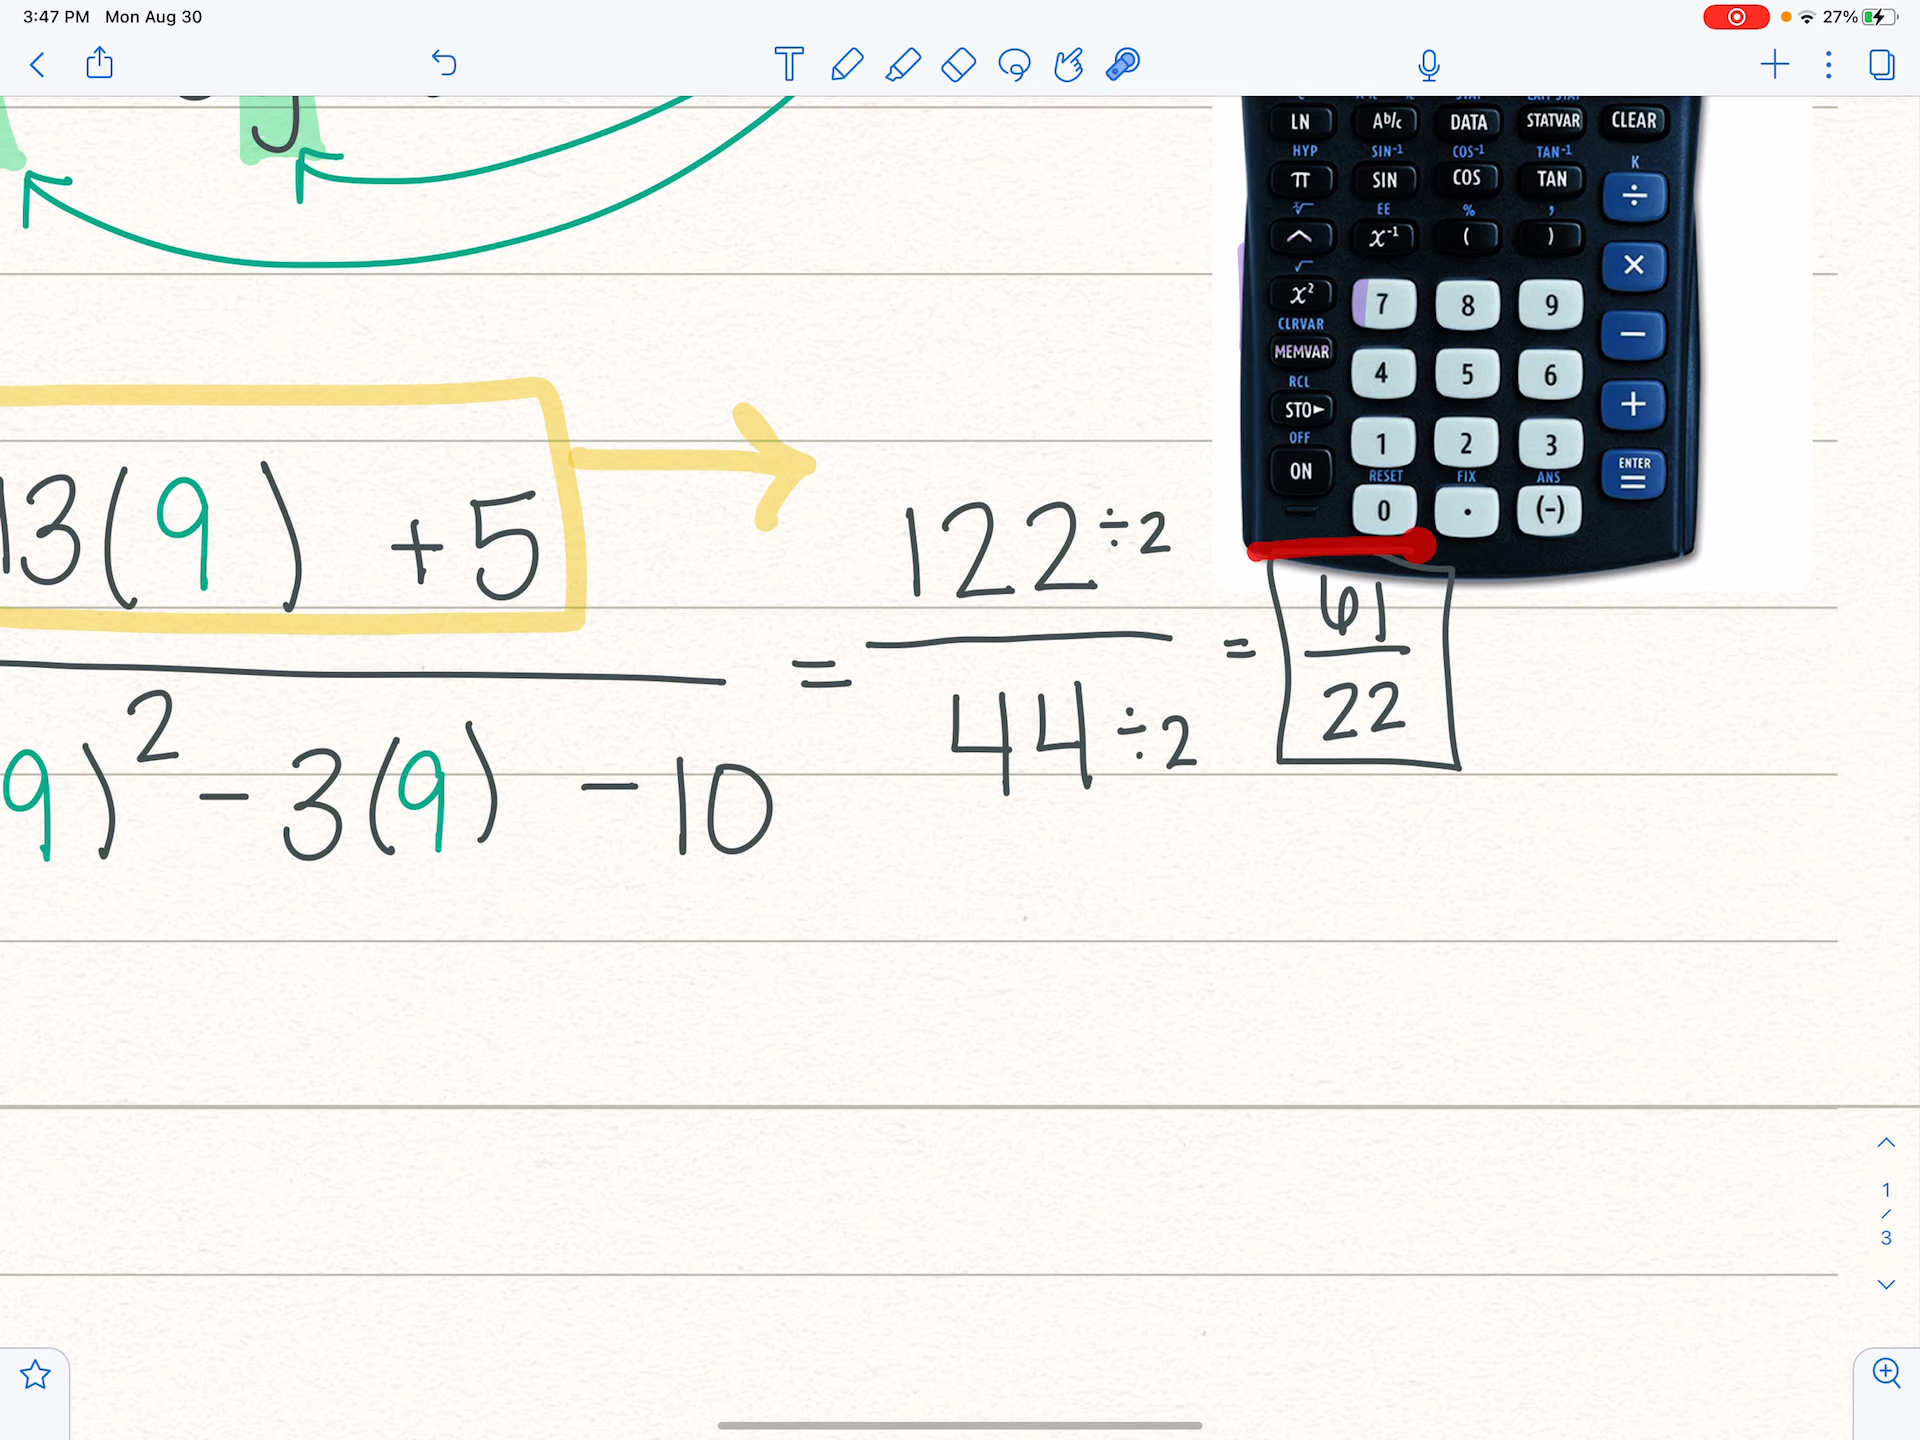 3:47 PM Mon Aug 30
27%
LN Ab/c DATA STATVAR CLEAR
HYP SIN-1 COS-1 TAN-1 K
π SIN COS TAN ÷
x√ EE % ,
^ x-1 ( ) ×
√
x² 7 8 9 −
CLRVAR
MEMVAR 4 5 6 +
RCL
STO► 1 2 3 ENTER =
OFF RESET FIX ANS
ON 0 . (-)
13(9) +5
122÷2
= 44÷2
= 61
22
9)² - 3(9) - 10
1
/
3